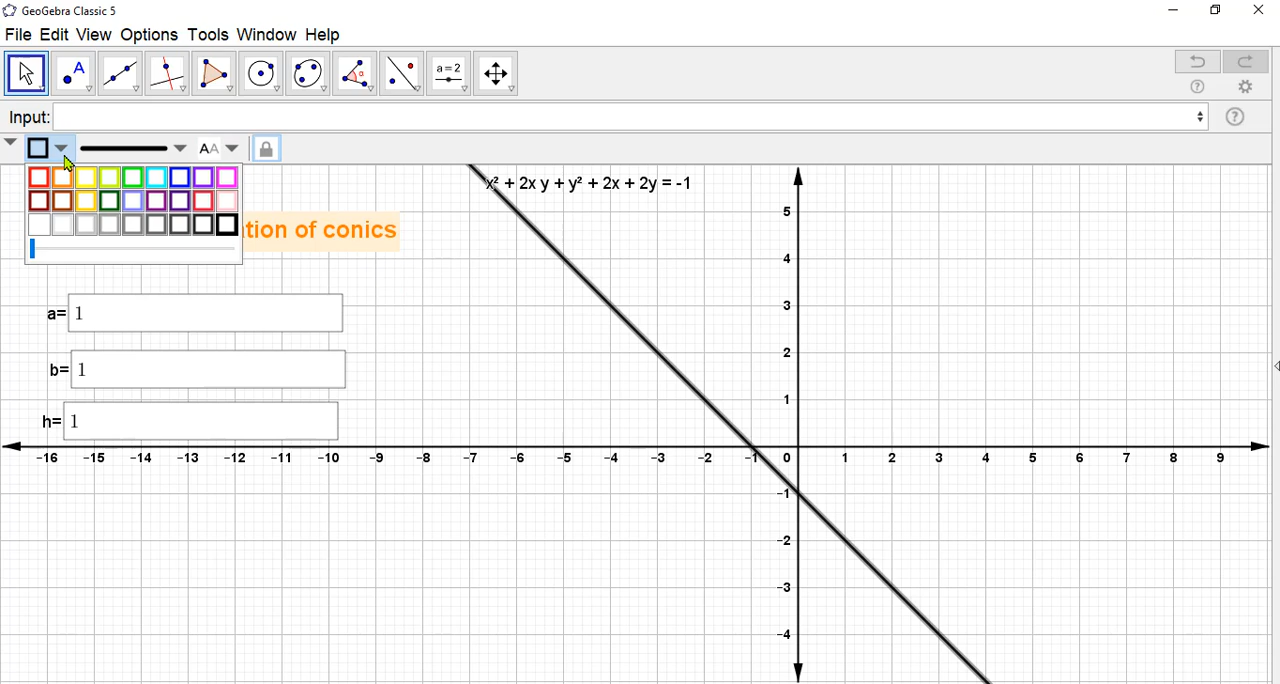 GeoGebra Classic 5
File Edit View Options Tools Window Help
A
α
a=2
Input:
?
?
AA
x² + 2x y + y² + 2x + 2y = -1
tion of conics
a= 1
b= 1
h= 1
5
4
3
2
1
-16 -15 -14 -13 -12 -11 -10 -9 -8 -7 -6 -5 -4 -3 -2 -1 0 1 2 3 4 5 6 7 8 9
-1
-2
-3
-4